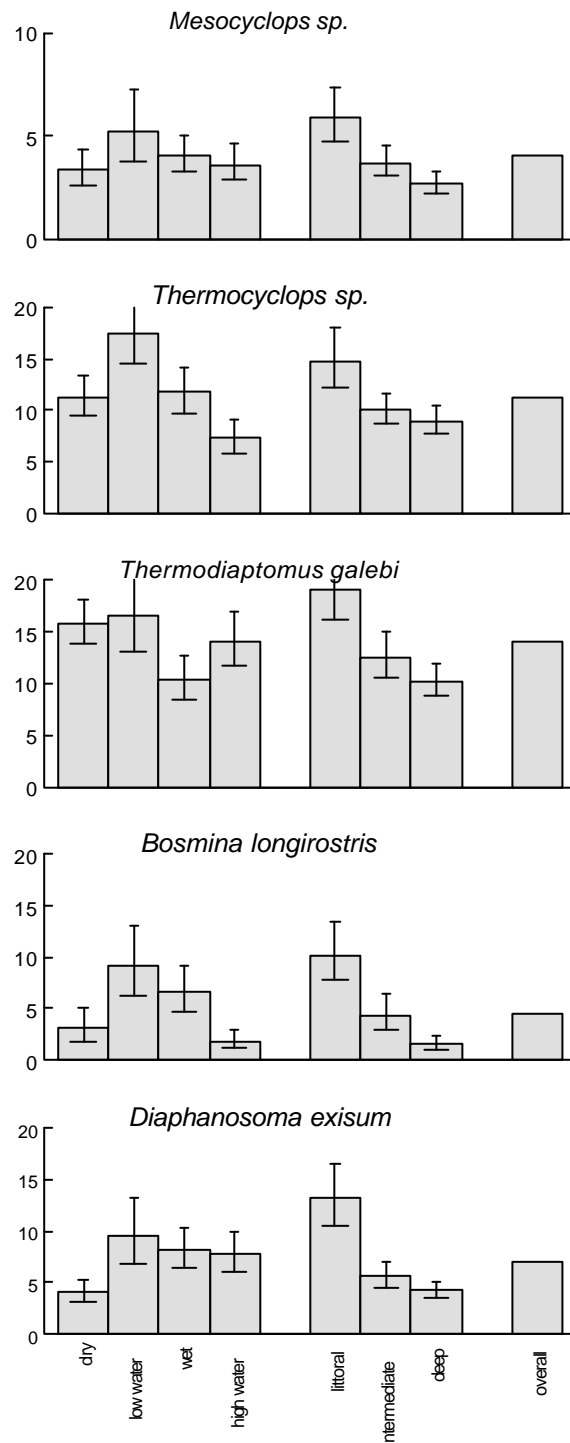 Mesocyclops sp.
10
5
0
Thermocyclops sp.
20
15
10
5
0
Thermodiaptomus galebi
20
15
10
5
0
Bosmina longirostris
20
15
10
5
0
Diaphanosoma exisum
20
15
10
5
0
dry
low water
wet
high water
littoral
ntermediate
deep
overall